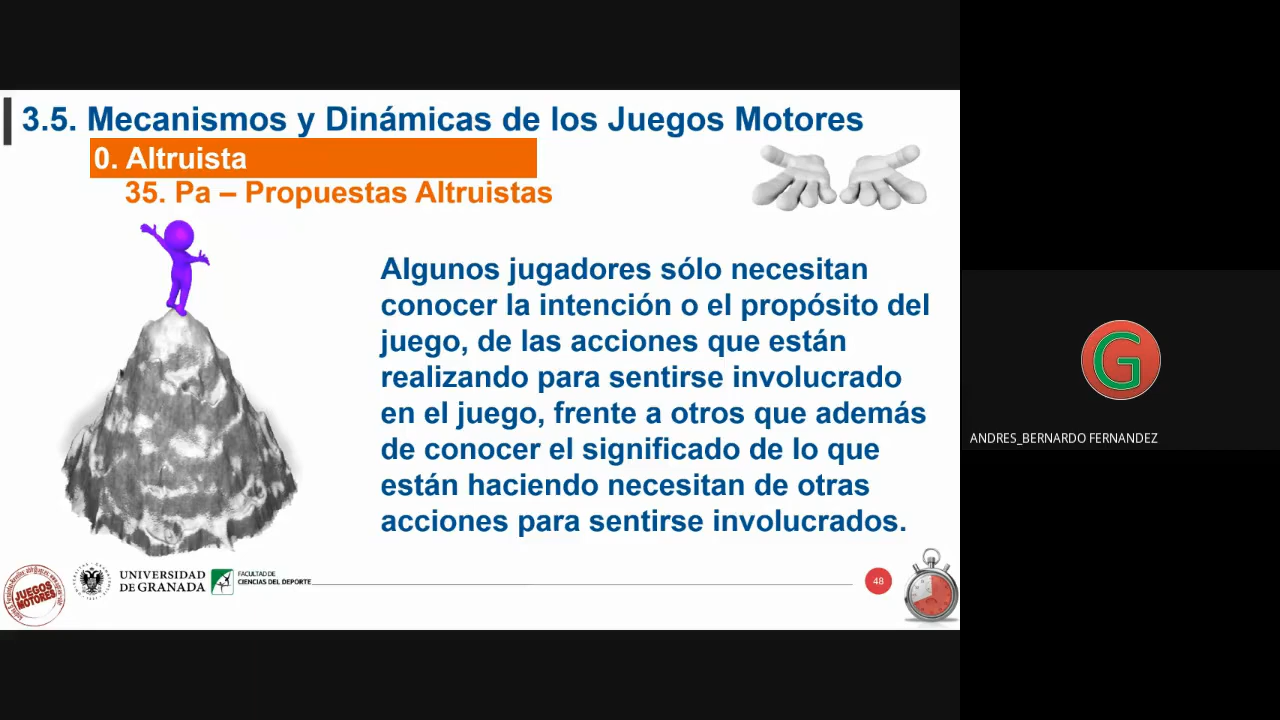 3.5. Mecanismos y Dinámicas de los Juegos Motores
0. Altruista
35. Pa – Propuestas Altruistas
Algunos jugadores sólo necesitan
conocer la intención o el propósito del
juego, de las acciones que están
realizando para sentirse involucrado
en el juego, frente a otros que además
de conocer el significado de lo que
están haciendo necesitan de otras
acciones para sentirse involucrados.
G
ANDRES_BERNARDO FERNANDEZ
JUEGOS
MOTORES
UNIVERSIDAD
DE GRANADA
FACULTAD DE
CIENCIAS DEL DEPORTE
48